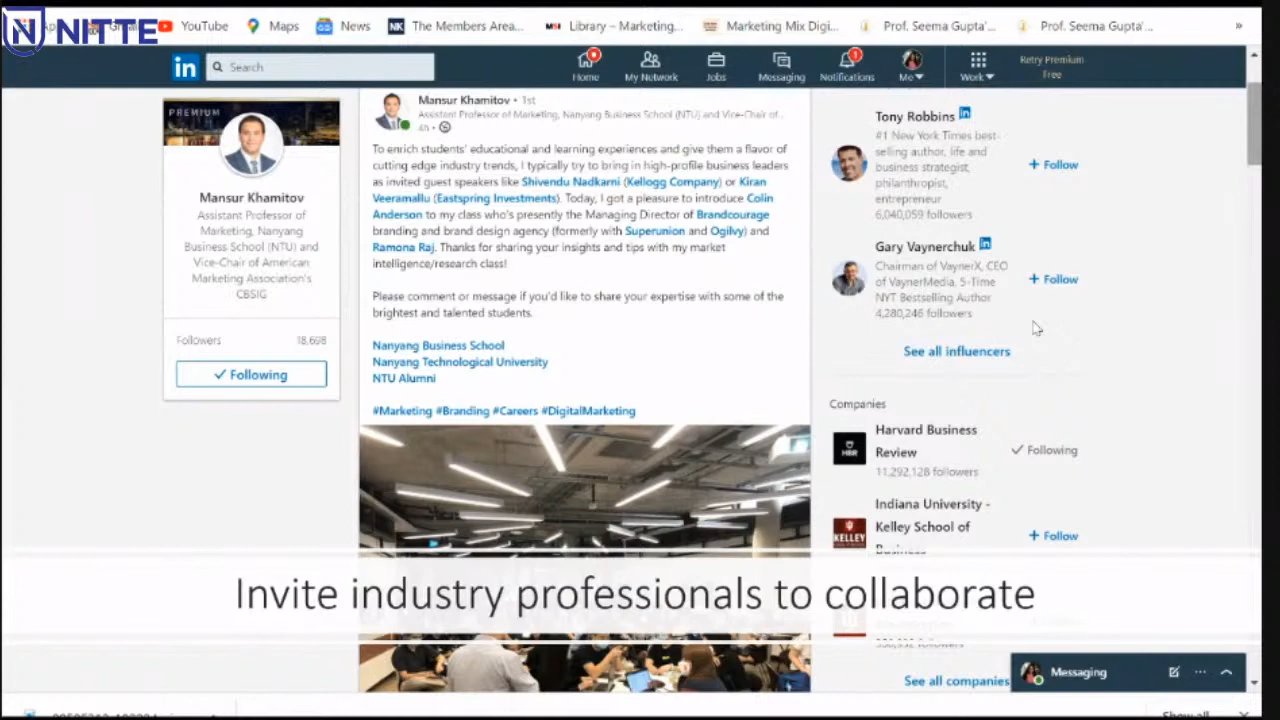 NITTE
YouTube
Maps
News
The Members Area...
Library – Marketing...
Marketing Mix Digi...
Prof. Seema Gupta'...
Prof. Seema Gupta'...
»
in
Search
Home
My Network
Jobs
Messaging
1
Notifications
Me
Work
Retry Premium
Free
PREMIUM
Mansur Khamitov
Assistant Professor of
Marketing, Nanyang
Business School (NTU) and
Vice-Chair of American
Marketing Association's
CBSIG
Followers 18,698
Following
Mansur Khamitov • 1st
Assistant Professor of Marketing, Nanyang Business School (NTU) and Vice-Chair of...
4h •
To enrich students' educational and learning experiences and give them a flavor of
cutting edge industry trends, I typically try to bring in high-profile business leaders
as invited guest speakers like Shivendu Nadkarni (Kellogg Company) or Kiran
Veeramallu (Eastspring Investments). Today, I got a pleasure to introduce Colin
Anderson to my class who's presently the Managing Director of Brandcourage
branding and brand design agency (formerly with Superunion and Ogilvy) and
Ramona Raj. Thanks for sharing your insights and tips with my market
intelligence/research class!
Please comment or message if you'd like to share your expertise with some of the
brightest and talented students.
Nanyang Business School
Nanyang Technological University
NTU Alumni
#Marketing #Branding #Careers #DigitalMarketing
Tony Robbins in
#1 New York Times best-
selling author, life and
business strategist,
philanthropist,
entrepreneur
6,040,059 followers
+ Follow
Gary Vaynerchuk in
Chairman of VaynerX, CEO
of VaynerMedia, 5-Time
NYT Bestselling Author
4,280,246 followers
+ Follow
See all influencers
Companies
HBR
Harvard Business
Review
11,292,128 followers
Following
KELLEY
Indiana University -
Kelley School of
Business
+ Follow
Invite industry professionals to collaborate
See all companies
Messaging
Show all